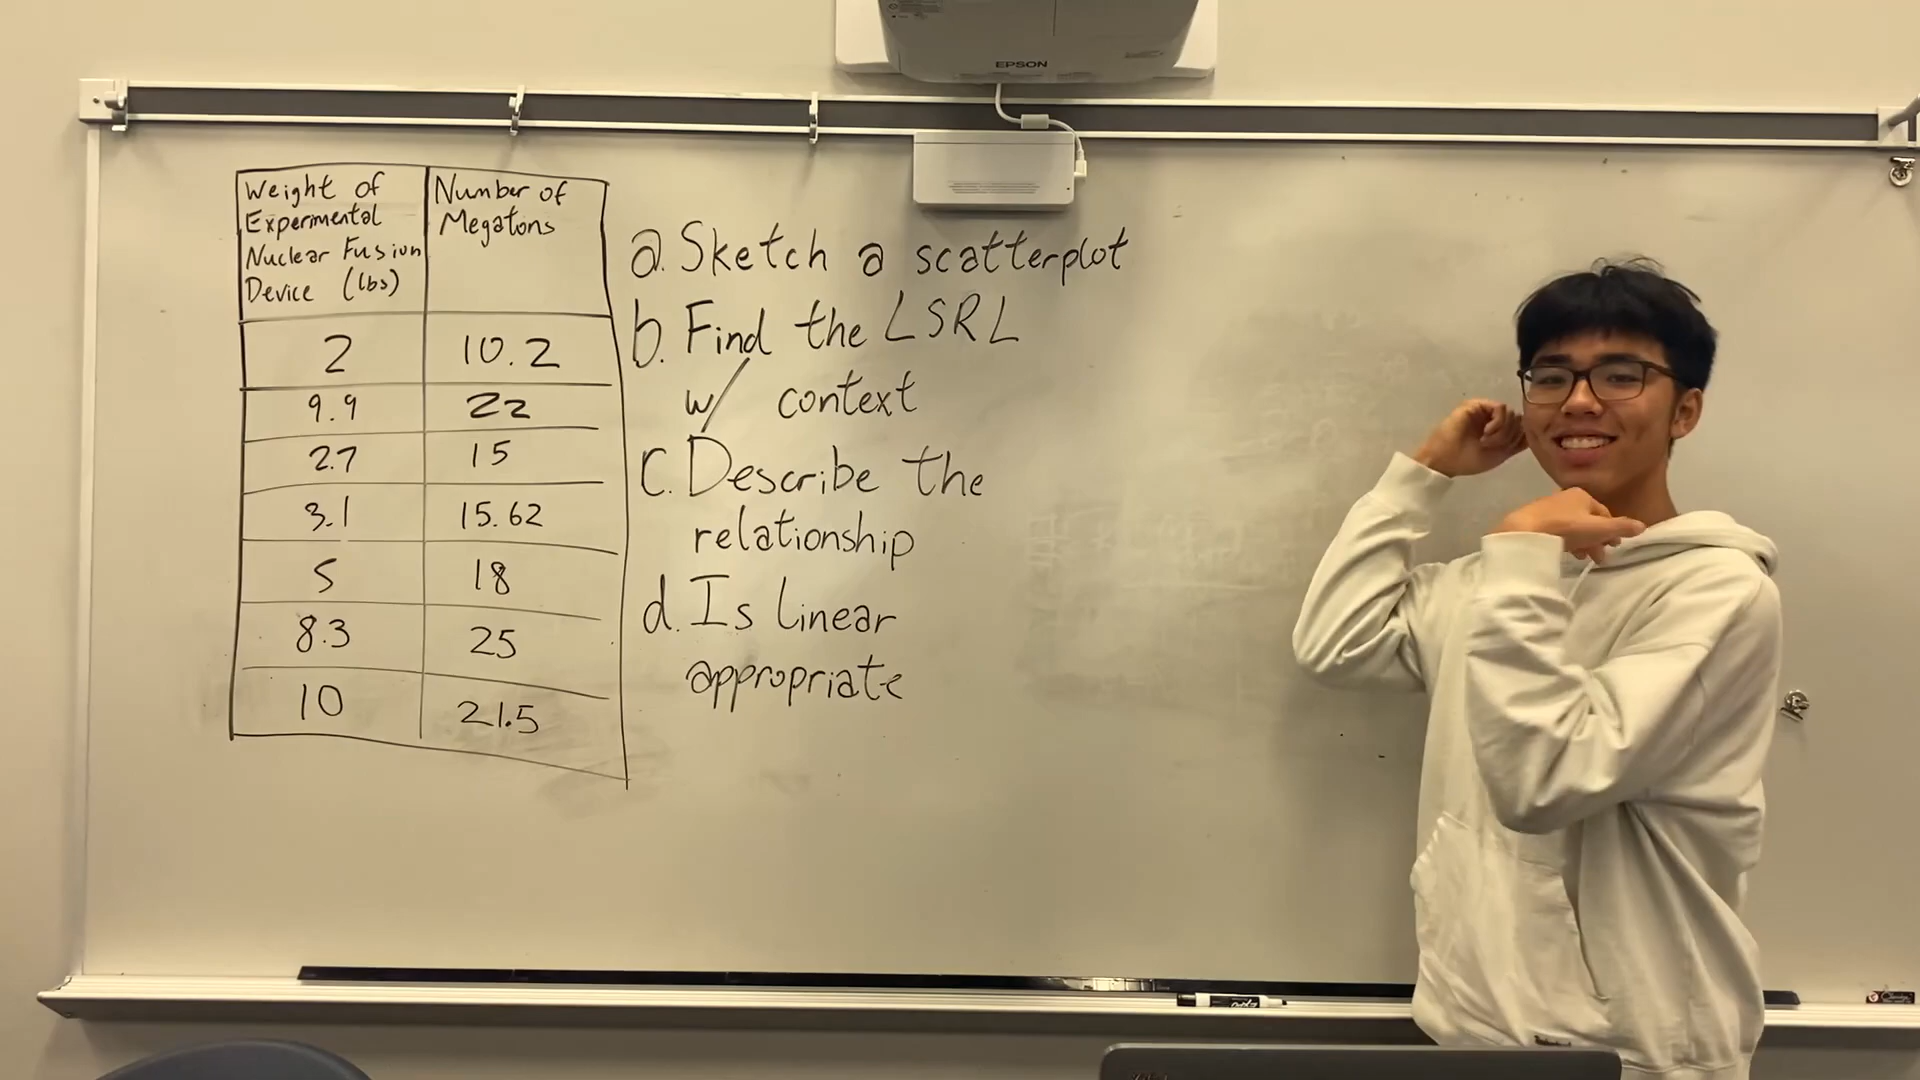 EPSON
Weight of
Experimental
Nuclear Fusion
Device (lbs)
Number of
Megatons
2
10.2
9.9
22
2.7
15
3.1
15.62
5
18
8.3
25
10
21.5
a. Sketch a scatterplot
b. Find the LSRL
w/ context
c. Describe the
relationship
d. Is linear
appropriate